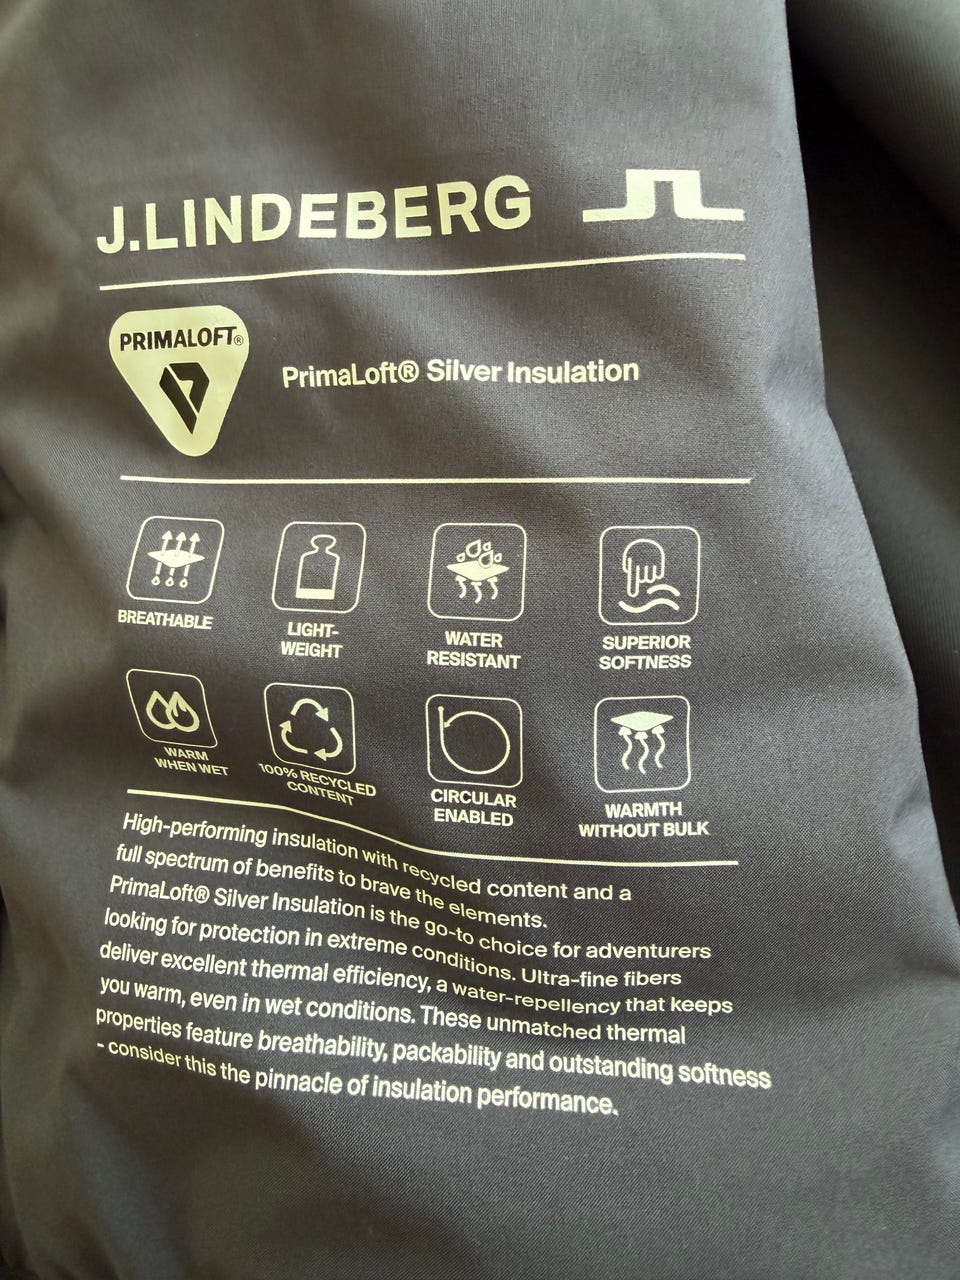 J.LINDEBERG
PRIMALOFT®
PrimaLoft® Silver Insulation
BREATHABLE
LIGHT-
WEIGHT
WATER
RESISTANT
SUPERIOR
SOFTNESS
WARM
WHEN WET
100% RECYCLED
CONTENT
CIRCULAR
ENABLED
WARMTH
WITHOUT BULK
High-performing insulation with recycled content and a
full spectrum of benefits to brave the elements.
PrimaLoft® Silver Insulation is the go-to choice for adventurers
looking for protection in extreme conditions. Ultra-fine fibers
deliver excellent thermal efficiency, a water-repellency that keeps
you warm, even in wet conditions. These unmatched thermal
properties feature breathability, packability and outstanding softness
- consider this the pinnacle of insulation performance.